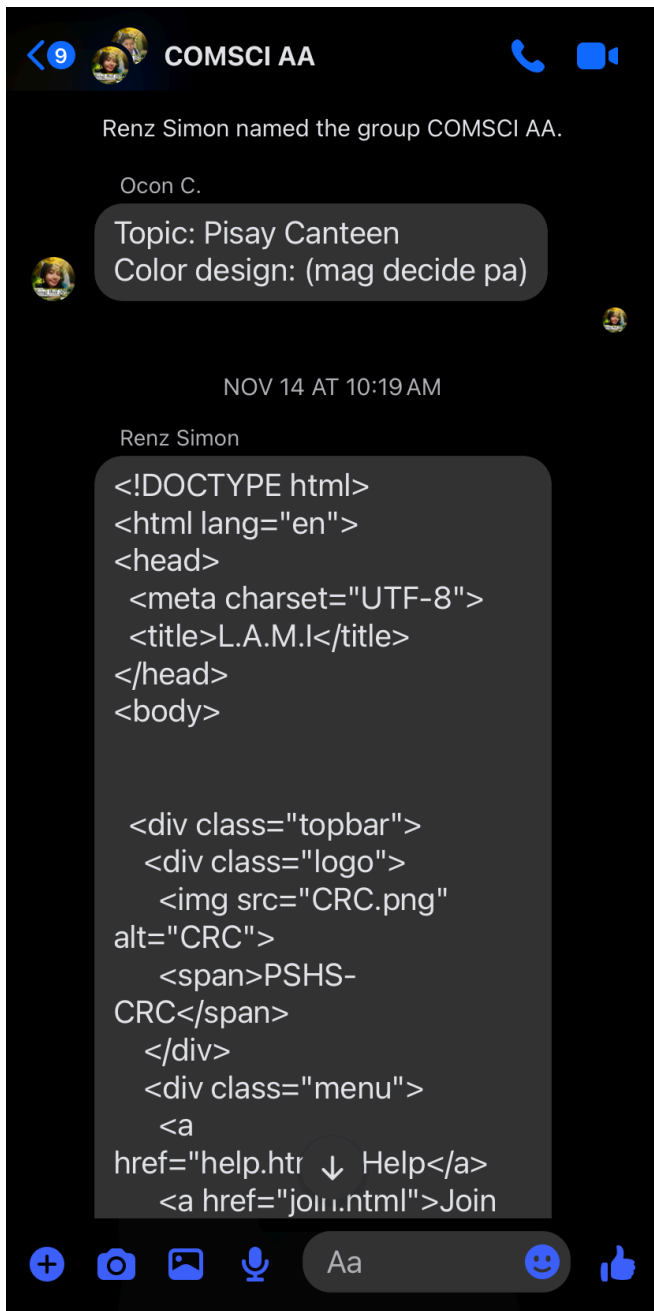 9 COMSCI AA
Renz Simon named the group COMSCI AA.
Ocon C.
Topic: Pisay Canteen
Color design: (mag decide pa)
NOV 14 AT 10:19 AM
Renz Simon
<!DOCTYPE html>
<html lang="en">
<head>
<meta charset="UTF-8">
<title>L.A.M.I</title>
</head>
<body>
<div class="topbar">
<div class="logo">
<img src="CRC.png"
alt="CRC">
<span>PSHS-
CRC</span>
</div>
<div class="menu">
<a
Help</a>
<a href="join.html">Join
Aa